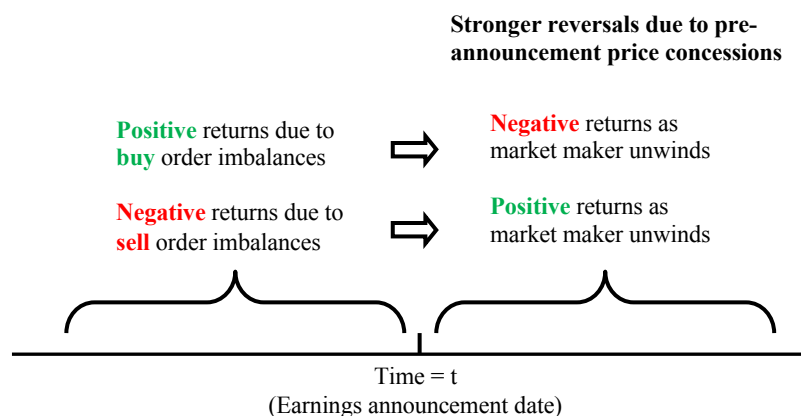 Stronger reversals due to pre-
announcement price concessions
Positive returns due to
buy order imbalances
Negative returns as
market maker unwinds
Negative returns due to
sell order imbalances
Positive returns as
market maker unwinds
Time = t
(Earnings announcement date)